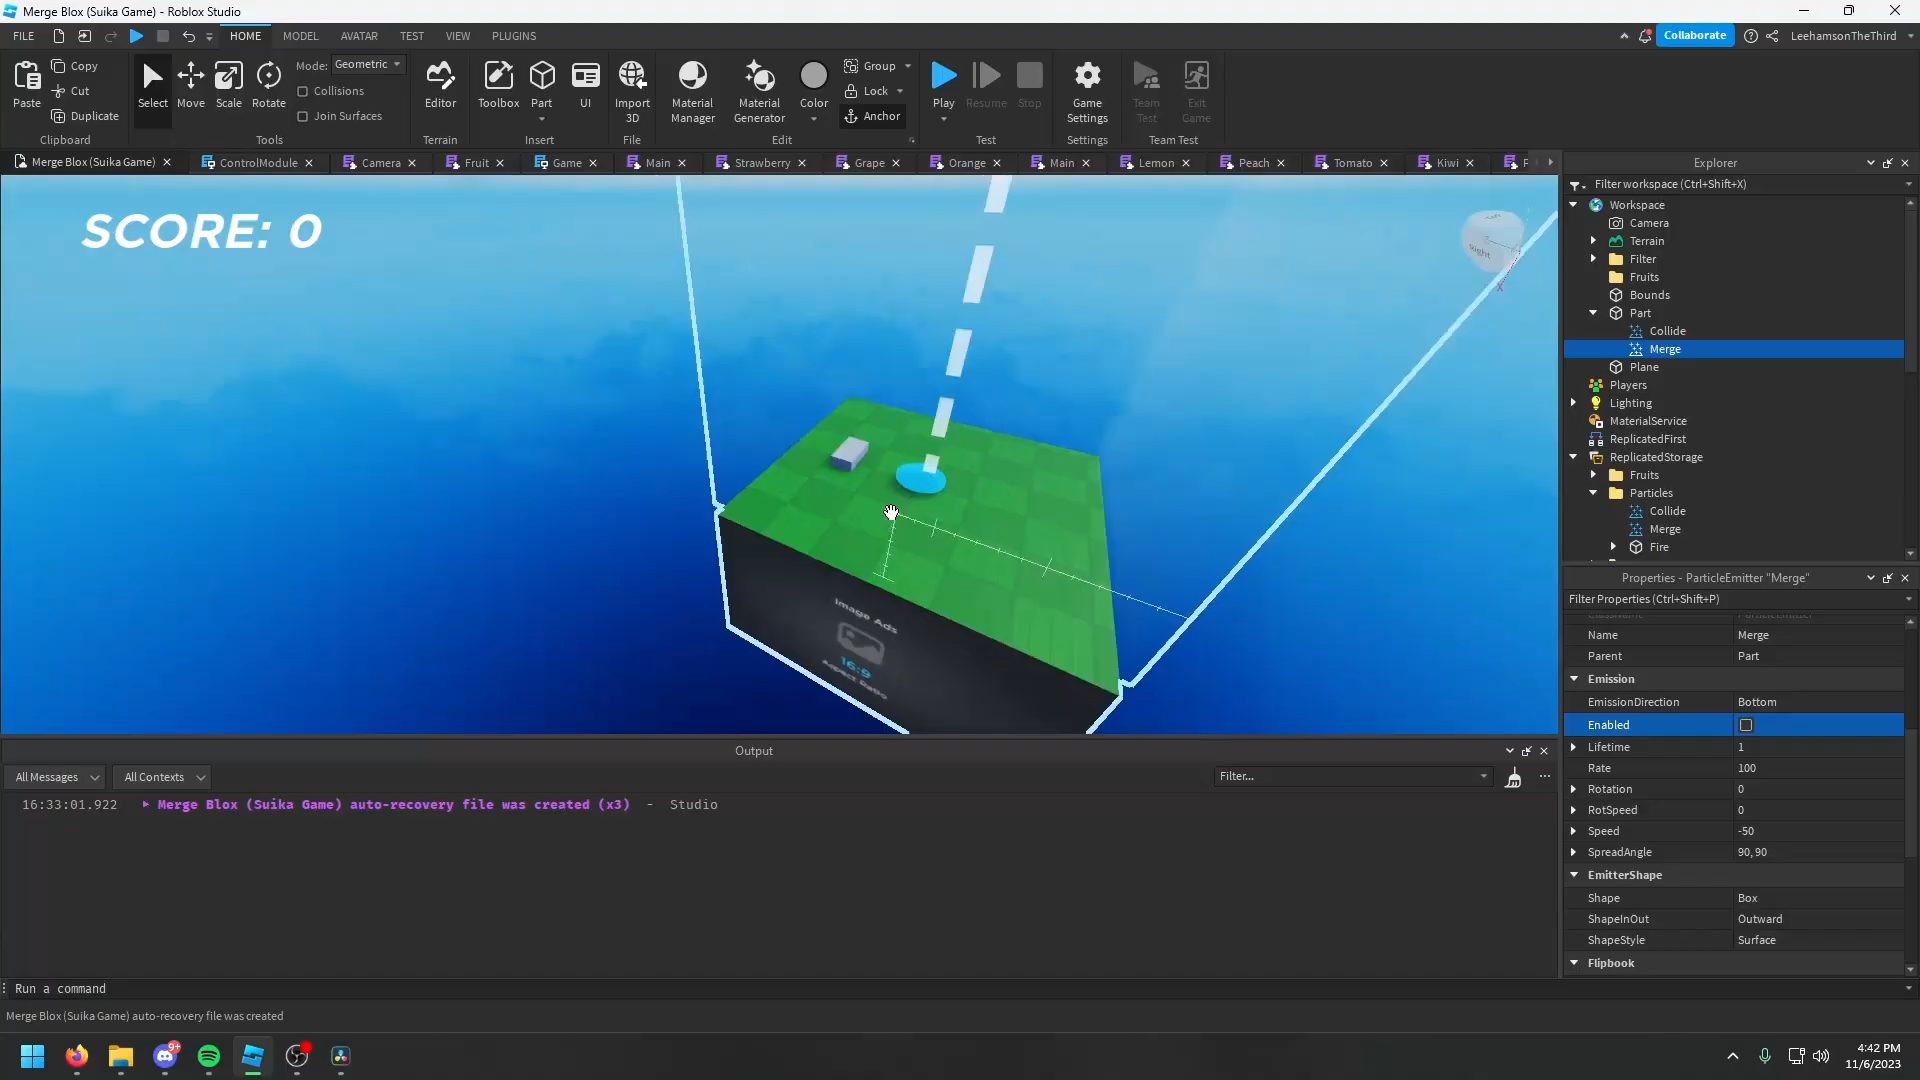 Merge Blox (Suika Game) - Roblox Studio
FILE
HOME
MODEL
AVATAR
TEST
VIEW
PLUGINS
Collaborate
LeehamsonTheThird
Paste
Copy
Cut
Duplicate
Clipboard
Select
Move
Scale
Rotate
Mode: Geometric
Collisions
Join Surfaces
Tools
Editor
Terrain
Toolbox
Part
UI
Insert
Import
3D
File
Material
Manager
Material
Generator
Color
Group
Lock
Anchor
Edit
Play
Resume
Stop
Test
Game
Settings
Settings
Team
Test
Exit
Game
Team Test
Merge Blox (Suika Game)
ControlModule
Camera
Fruit
Game
Main
Strawberry
Grape
Orange
Main
Lemon
Peach
Tomato
Kiwi
SCORE: 0
Right
X
Image Ads
16:9
Aspect Ratio
Explorer
Filter workspace (Ctrl+Shift+X)
Workspace
Camera
Terrain
Filter
Fruits
Bounds
Part
Collide
Merge
Plane
Players
Lighting
MaterialService
ReplicatedFirst
ReplicatedStorage
Fruits
Particles
Collide
Merge
Fire
Properties - ParticleEmitter "Merge"
Filter Properties (Ctrl+Shift+P)
Name Merge
Parent Part
Emission
EmissionDirection Bottom
Enabled
Lifetime 1
Rate 100
Rotation 0
RotSpeed 0
Speed -50
SpreadAngle 90,90
EmitterShape
Shape Box
ShapeInOut Outward
ShapeStyle Surface
Flipbook
Output
All Messages
All Contexts
Filter...
16:33:01.922 Merge Blox (Suika Game) auto-recovery file was created (x3) - Studio
Run a command
Merge Blox (Suika Game) auto-recovery file was created
9+
4:42 PM
11/6/2023